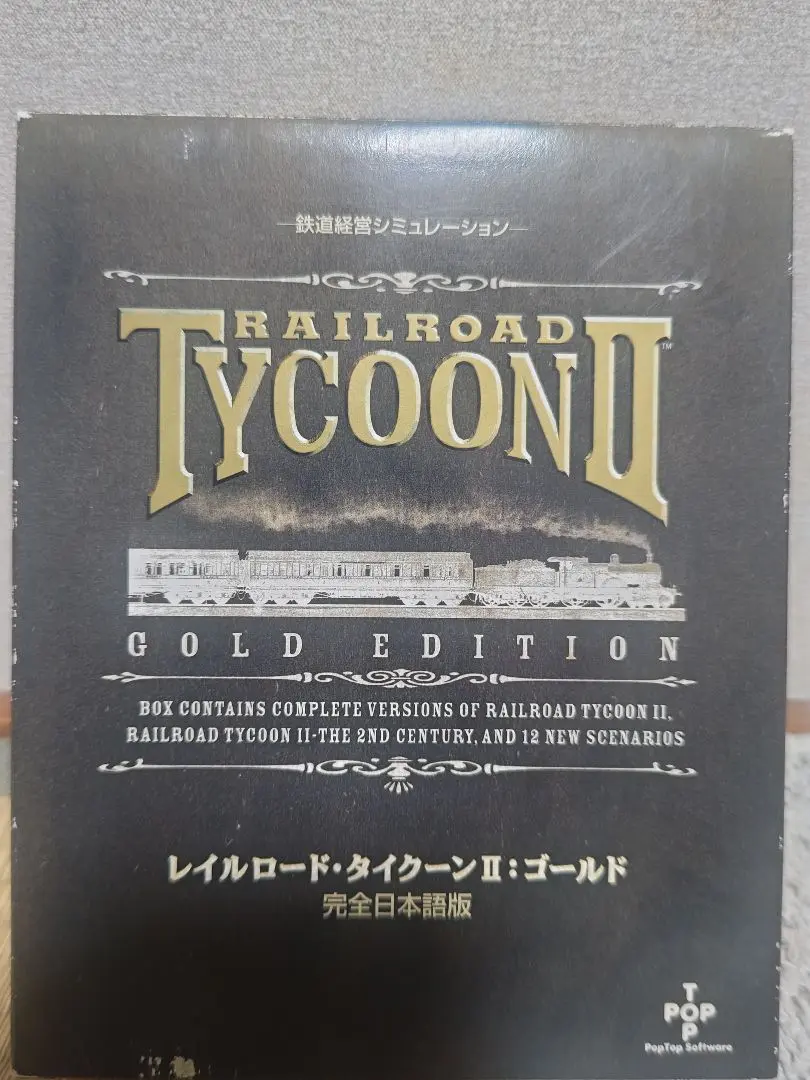 ―鉄道経営シミュレーション―
RAILROAD
TYCOON II™
GOLD EDITION
BOX CONTAINS COMPLETE VERSIONS OF RAILROAD TYCOON II,
RAILROAD TYCOON II-THE 2ND CENTURY, AND 12 NEW SCENARIOS
レイルロード・タイクーンII：ゴールド
完全日本語版
TOP
POP
PopTop Software